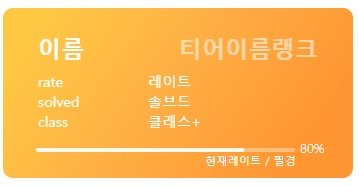 이름 티어이름랭크
rate 레이트
solved 솔브드
class 클래스+
80%
현재레이트 / 필경